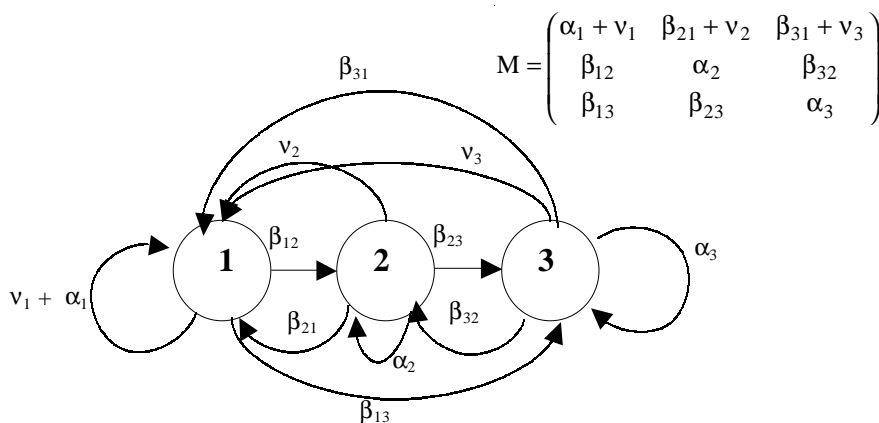 M = ( α₁ + ν₁ β₂₁ + ν₂ β₃₁ + ν₃
β₁₂ α₂ β₃₂
β₁₃ β₂₃ α₃ )
β₃₁
ν₂ ν₃
β₁₂ β₂₃
1 2 3
α₃
ν₁ + α₁
β₂₁ β₃₂
α₂
β₁₃